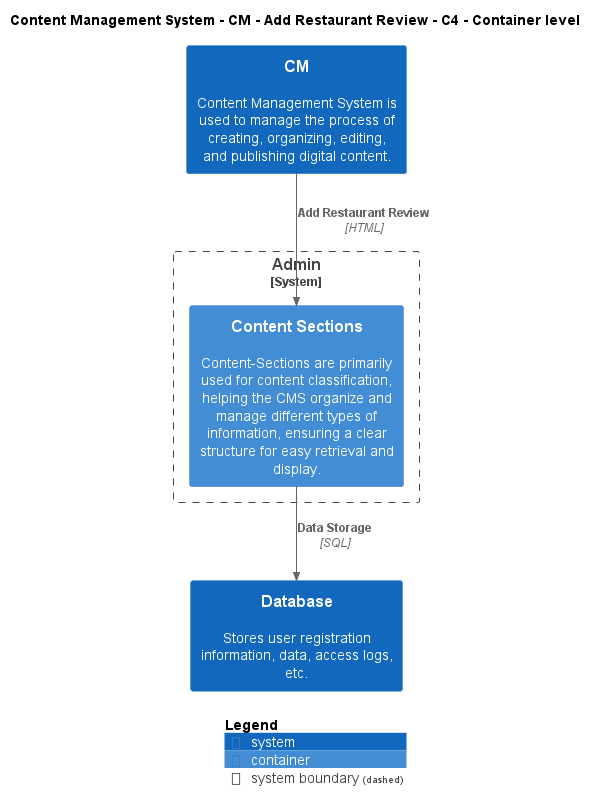 Content Management System - CM - Add Restaurant Review - C4 - Container level
CM
Content Management System is
used to manage the process of
creating, organizing, editing,
and publishing digital content.
Add Restaurant Review
[HTML]
Admin
[System]
Content Sections
Content-Sections are primarily
used for content classification,
helping the CMS organize and
manage different types of
information, ensuring a clear
structure for easy retrieval and
display.
Data Storage
[SQL]
Database
Stores user registration
information, data, access logs,
etc.
Legend
system
container
system boundary (dashed)